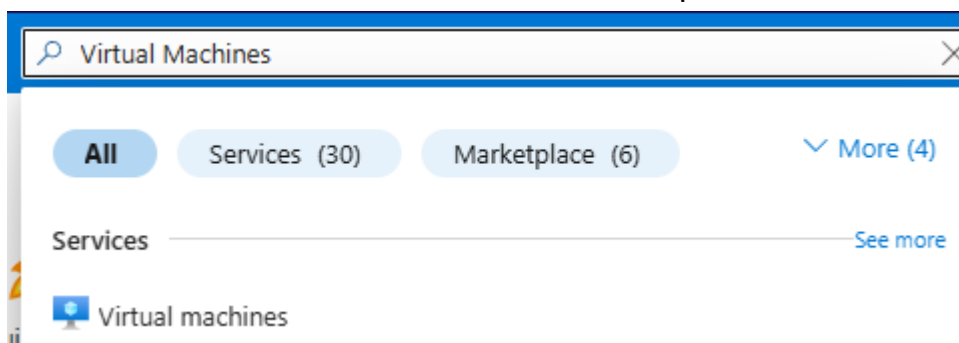 Virtual Machines
All Services (30) Marketplace (6) More (4)
Services See more
Virtual machines